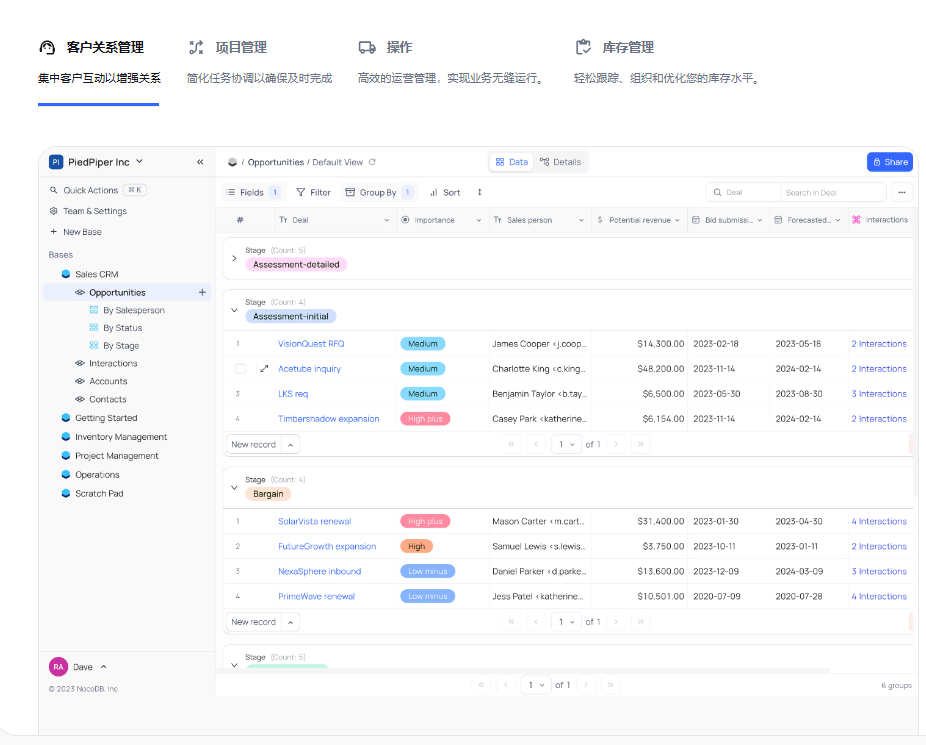 客户关系管理
项目管理
操作
库存管理
集中客户互动以增强关系
简化任务协调以确保及时完成
高效的运营管理，实现业务无缝运行。
轻松跟踪、组织和优化您的库存水平。
PI PiedPiper Inc «
/ Opportunities / Default View
Data Details
Share
Quick Actions ⌘ K
Team & Settings
+ New Base
Bases
Sales CRM
Opportunities +
By Salesperson
By Status
By Stage
Interactions
Accounts
Contacts
Getting Started
Inventory Management
Project Management
Operations
Scratch Pad
RA Dave
© 2023 NocoDB. Inc
Fields 1 Filter Group By 1 Sort
Deal Search in Deal ...
# Tr Deal Importance Tr Sales person $ Potential revenue Bid submissi... Forecasted... Interactions
Stage (Count: 5)
Assessment-detailed
Stage (Count: 4)
Assessment-initial
1 VisionQuest RFQ Medium James Cooper <j.coop... $14,300.00 2023-02-18 2023-05-18 2 Interactions
Acetube inquiry Medium Charlotte King <c.king... $48,200.00 2023-11-14 2024-02-14 2 Interactions
3 LKS req Medium Benjamin Taylor <b.tay... $6,500.00 2023-05-30 2023-08-30 3 Interactions
4 Timbershadow expansion High plus Casey Park <katherine... $6,154.00 2023-11-14 2024-02-14 2 Interactions
New record « ‹ 1 of 1 › »
Stage (Count: 4)
Bargain
1 SolarVista renewal High plus Mason Carter <m.cart... $31,400.00 2023-01-30 2023-04-30 4 Interactions
2 FutureGrowth expansion High Samuel Lewis <s.lewis... $3,750.00 2023-10-11 2023-01-11 2 Interactions
3 NexaSphere inbound Low minus Daniel Parker <d.parke... $13,600.00 2023-12-09 2024-03-09 3 Interactions
4 PrimeWave renewal Low minus Jess Patel <katherine... $10,501.00 2020-07-09 2020-07-28 4 Interactions
New record « ‹ 1 of 1 › »
Stage (Count: 5)
« ‹ 1 of 1 › »
6 groups